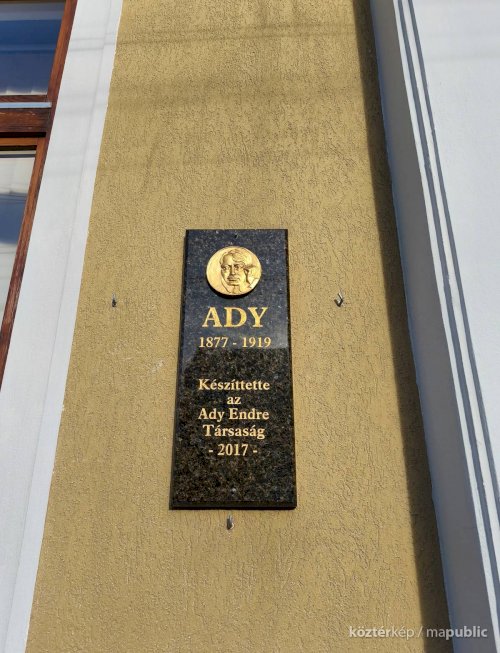 ADY
1877 - 1919
Készíttette
az
Ady Endre
Társaság
- 2017 -
köztérkép / mapublic